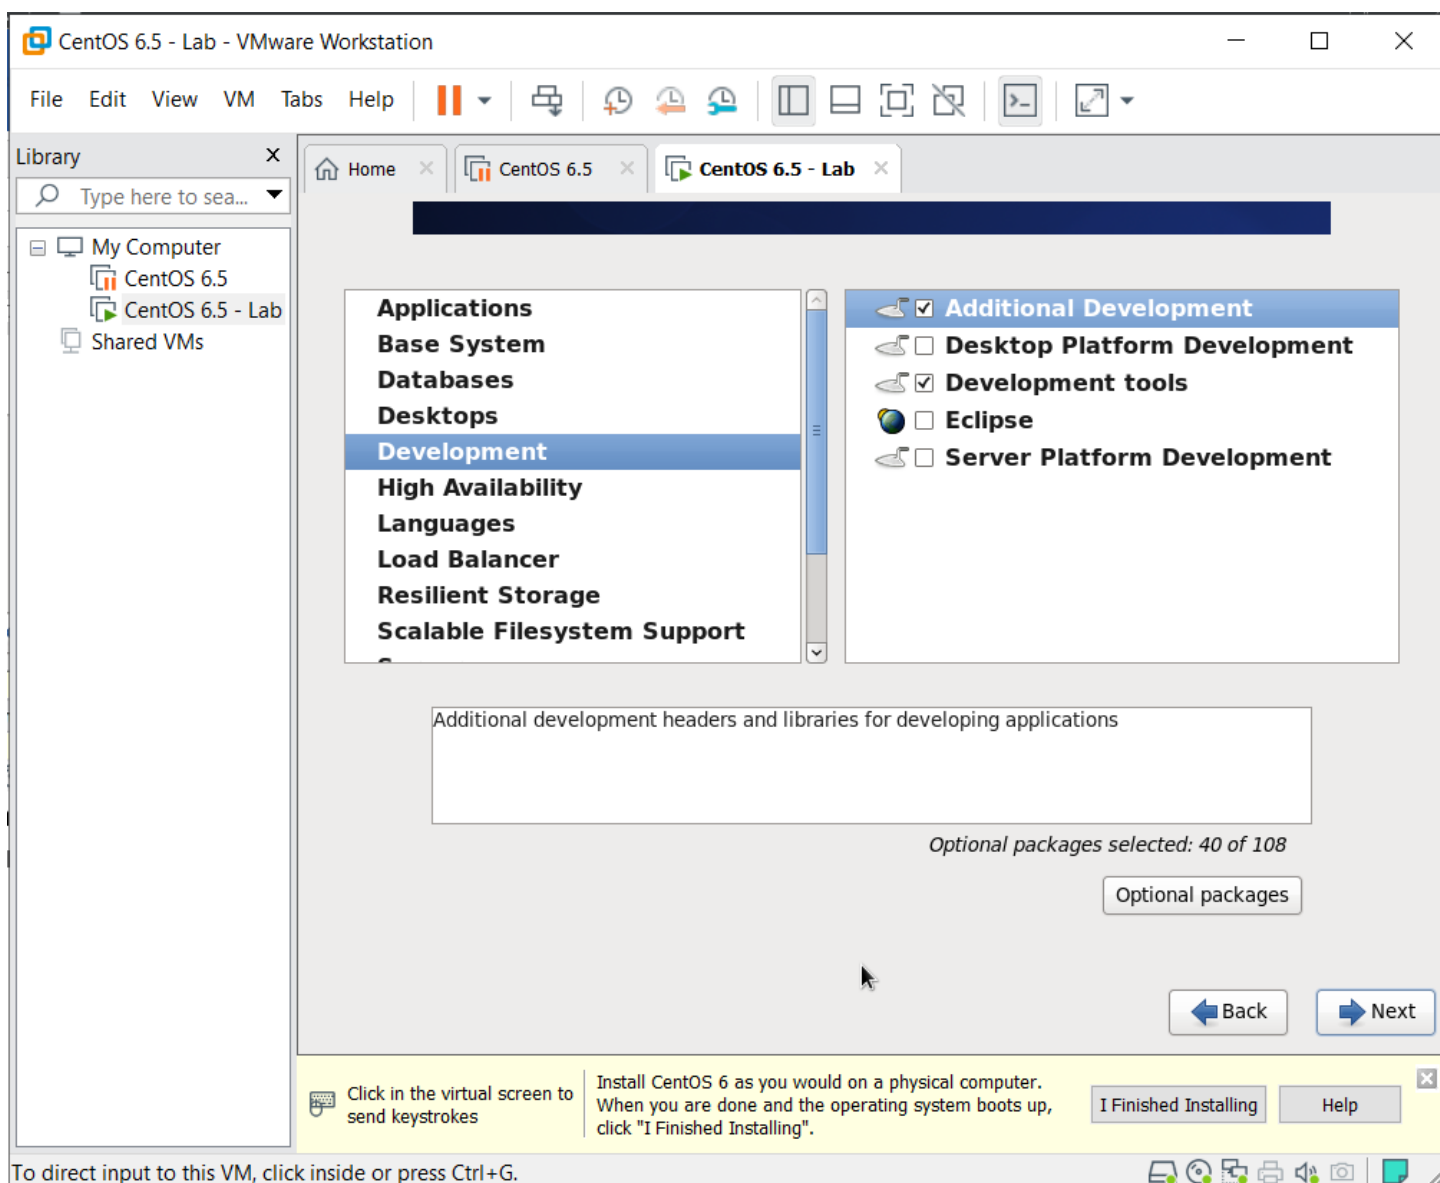 CentOS 6.5 - Lab - VMware Workstation
File Edit View VM Tabs Help
Library
Type here to sea...
My Computer
CentOS 6.5
CentOS 6.5 - Lab
Shared VMs
Home
CentOS 6.5
CentOS 6.5 - Lab
Applications
Base System
Databases
Desktops
Development
High Availability
Languages
Load Balancer
Resilient Storage
Scalable Filesystem Support
Additional Development
Desktop Platform Development
Development tools
Eclipse
Server Platform Development
Additional development headers and libraries for developing applications
Optional packages selected: 40 of 108
Optional packages
Back
Next
Click in the virtual screen to
send keystrokes
Install CentOS 6 as you would on a physical computer.
When you are done and the operating system boots up,
click "I Finished Installing".
I Finished Installing
Help
To direct input to this VM, click inside or press Ctrl+G.